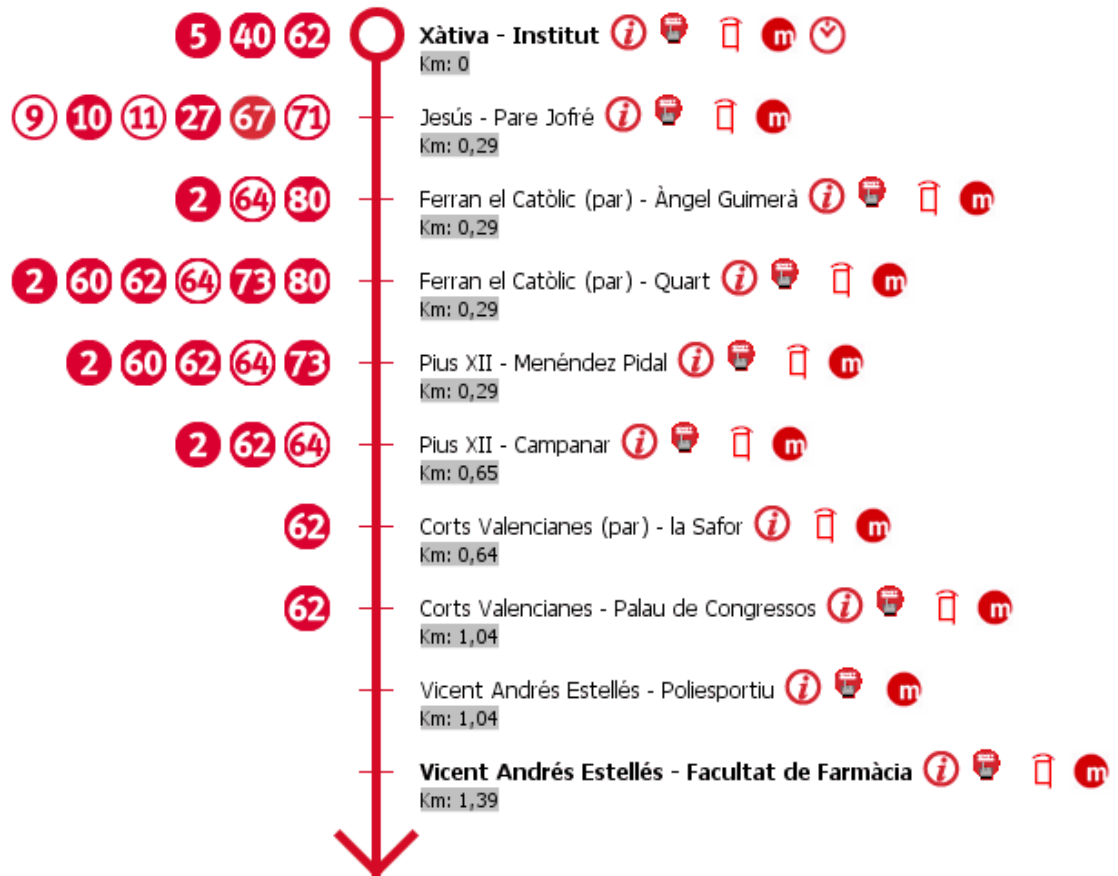 5 40 62 Xàtiva - Institut i m
Km: 0
9 10 11 27 67 71 Jesús - Pare Jofré i m
Km: 0,29
2 64 80 Ferran el Catòlic (par) - Àngel Guimerà i m
Km: 0,29
2 60 62 64 73 80 Ferran el Catòlic (par) - Quart i m
Km: 0,29
2 60 62 64 73 Pius XII - Menéndez Pidal i m
Km: 0,29
2 62 64 Pius XII - Campanar i m
Km: 0,65
62 Corts Valencianes (par) - la Safor i m
Km: 0,64
62 Corts Valencianes - Palau de Congressos i m
Km: 1,04
Vicent Andrés Estellés - Poliesportiu i m
Km: 1,04
Vicent Andrés Estellés - Facultat de Farmàcia i m
Km: 1,39